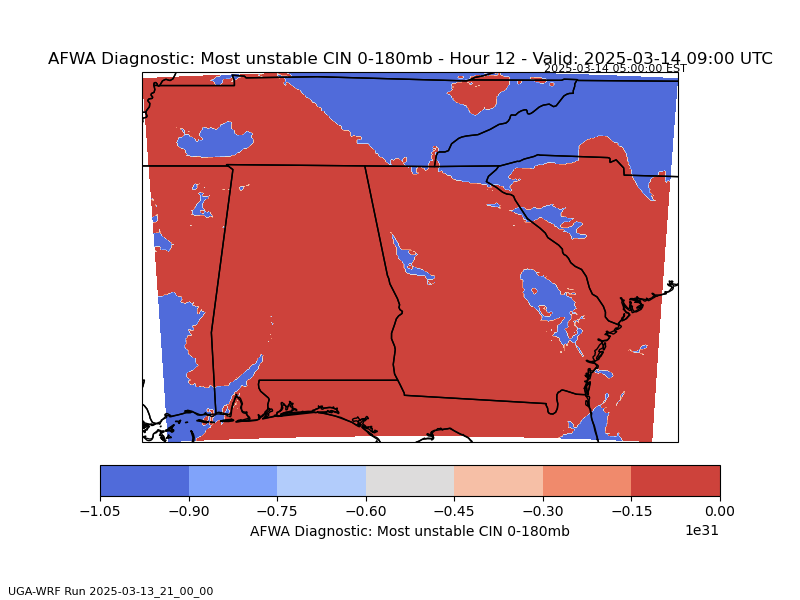 AFWA Diagnostic: Most unstable CIN 0-180mb - Hour 12 - Valid: 2025-03-14 09:00 UTC
2025-03-14 05:00:00 EST
−1.05 −0.90 −0.75 −0.60 −0.45 −0.30 −0.15 0.00
1e31
AFWA Diagnostic: Most unstable CIN 0-180mb
UGA-WRF Run 2025-03-13_21_00_00